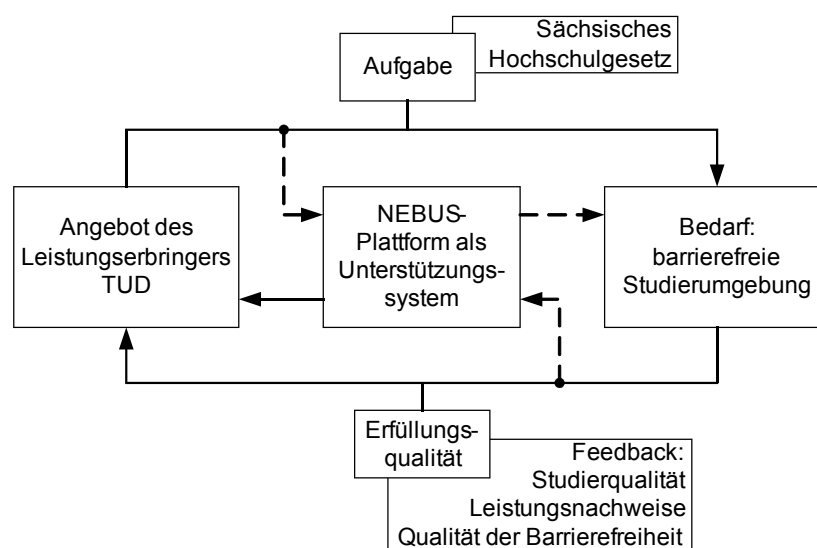 Sächsisches
Hochschulgesetz
Aufgabe
Angebot des
Leistungserbringers
TUD
NEBUS-
Plattform als
Unterstützungs-
system
Bedarf:
barrierefreie
Studierumgebung
Erfüllungs-
qualität
Feedback:
Studierqualität
Leistungsnachweise
Qualität der Barrierefreiheit